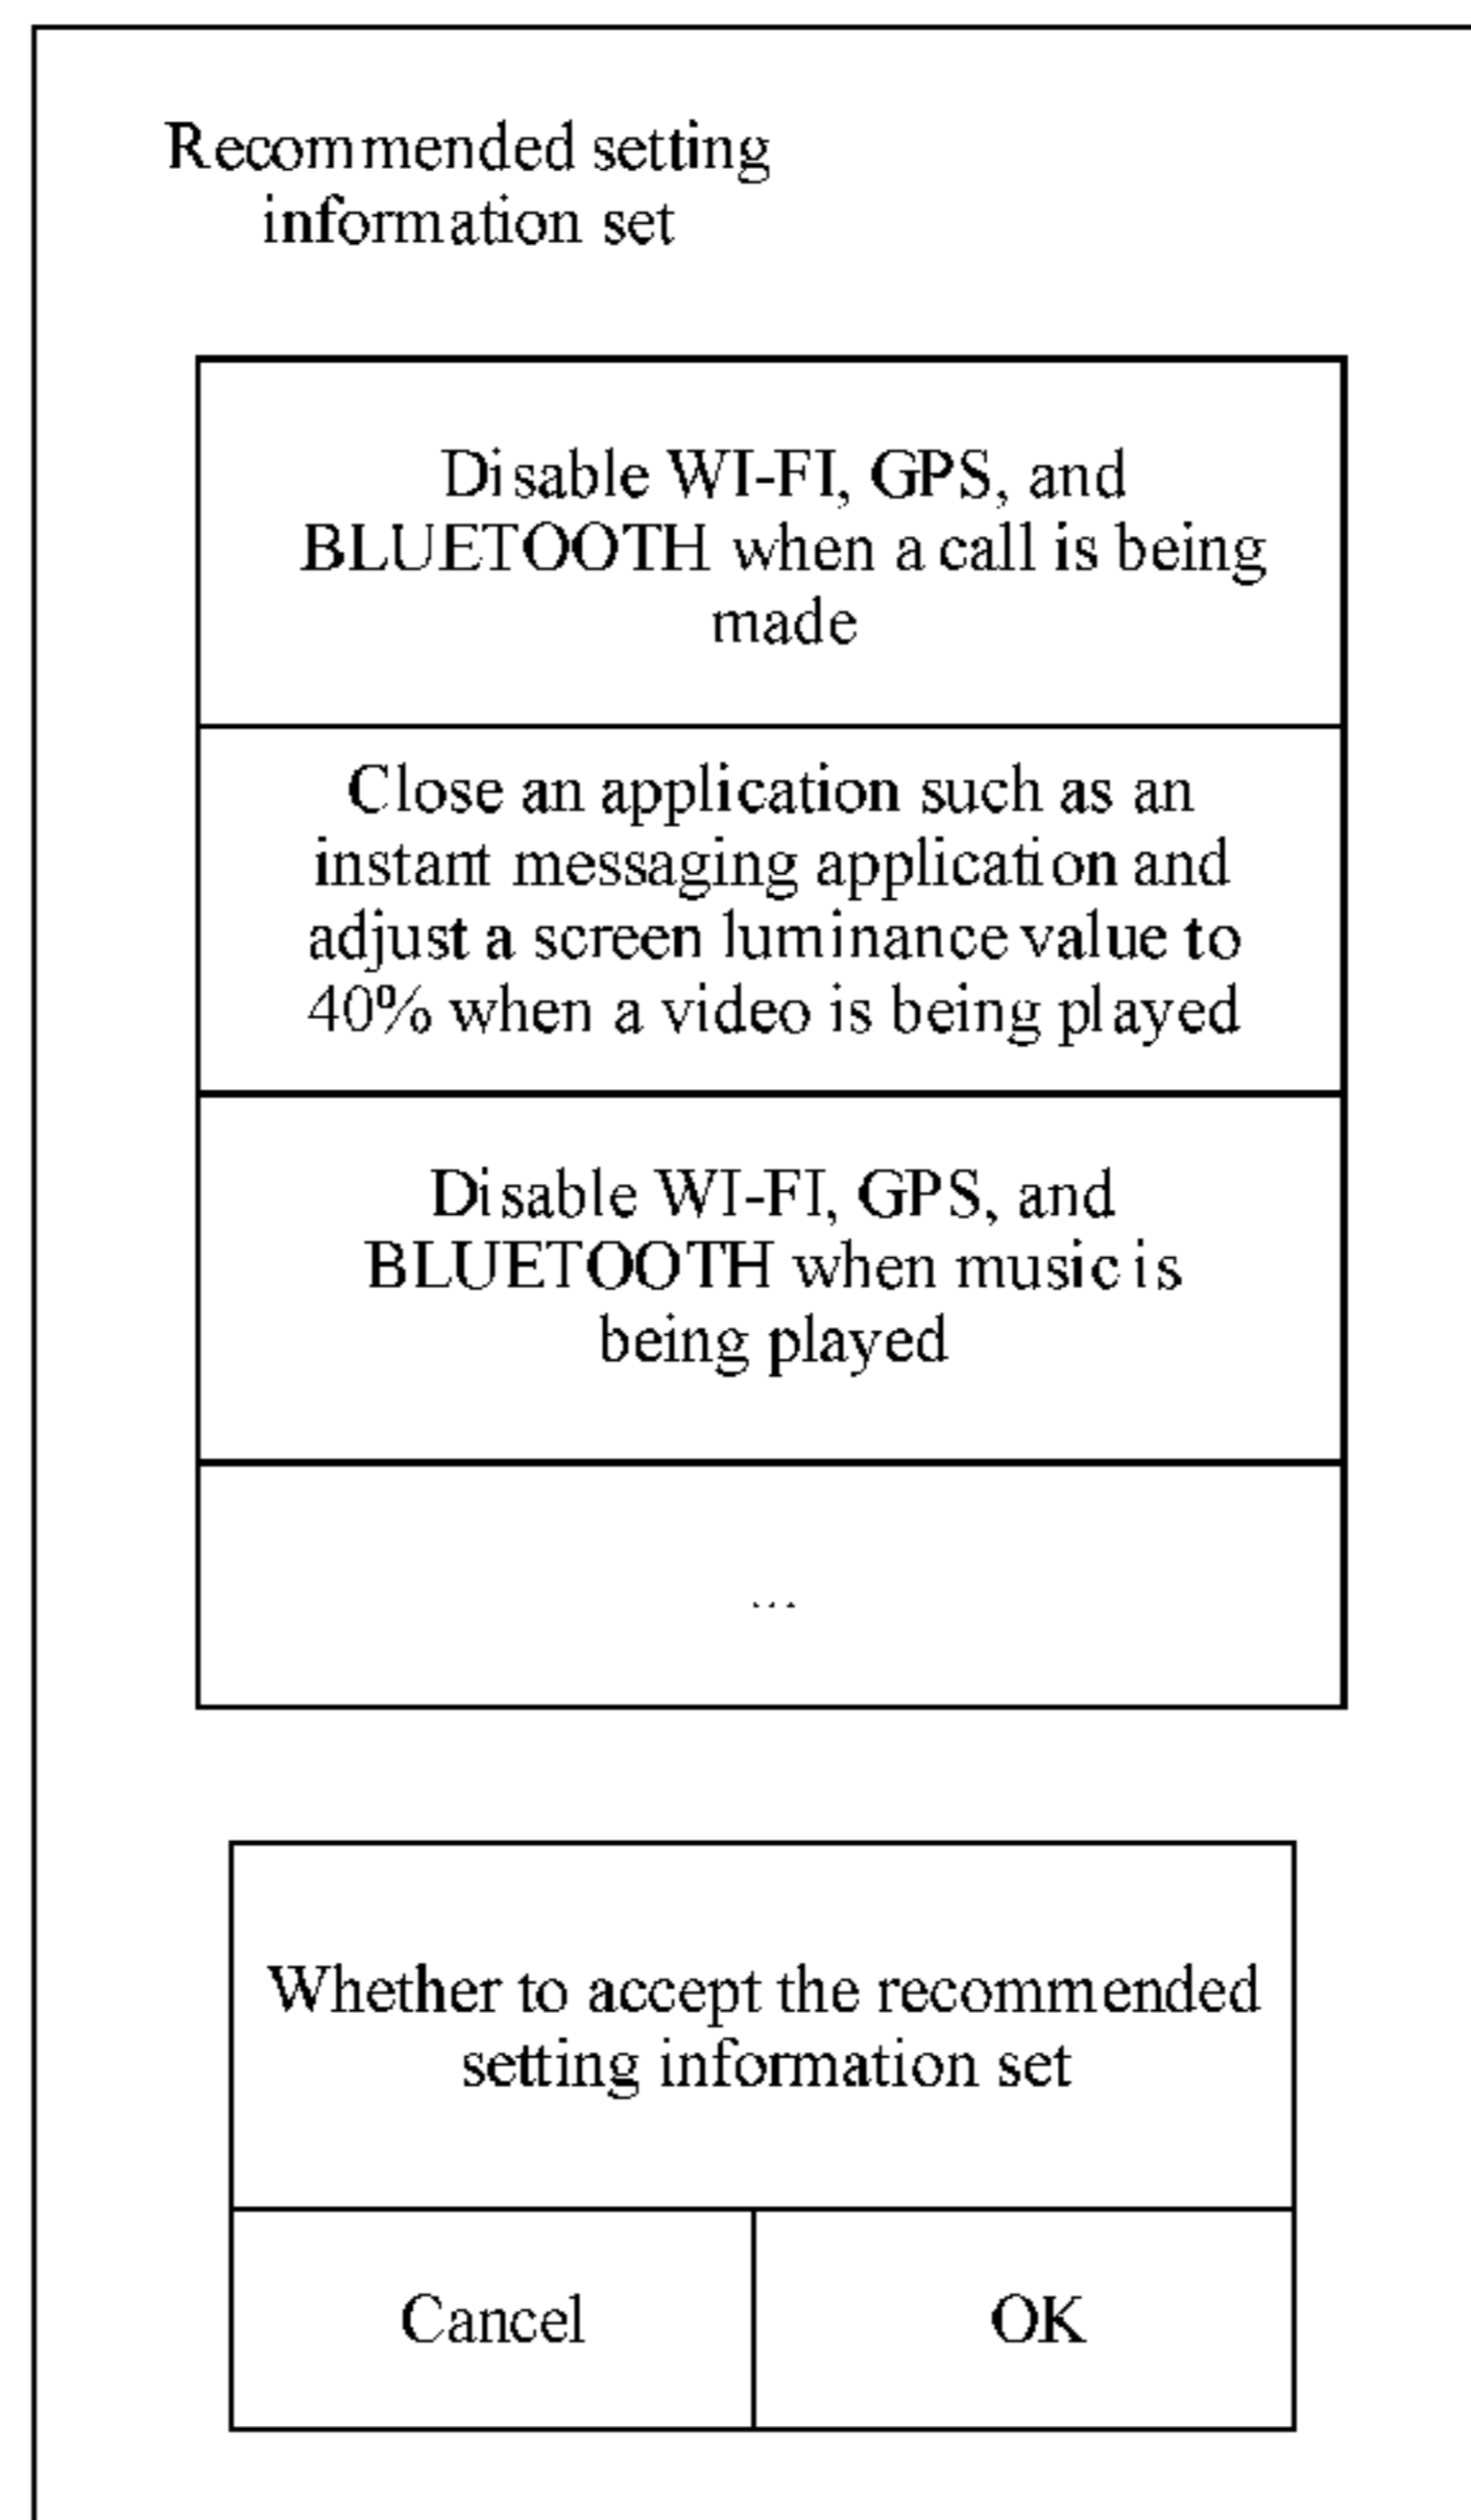 Recommended setting
information set
Disable WI-FI, GPS, and
BLUETOOTH when a call is being
made
Close an application such as an
instant messaging application and
adjust a screen luminance value to
40% when a video is being played
Disable WI-FI, GPS, and
BLUETOOTH when music is
being played
...
Whether to accept the recommended
setting information set
Cancel
OK